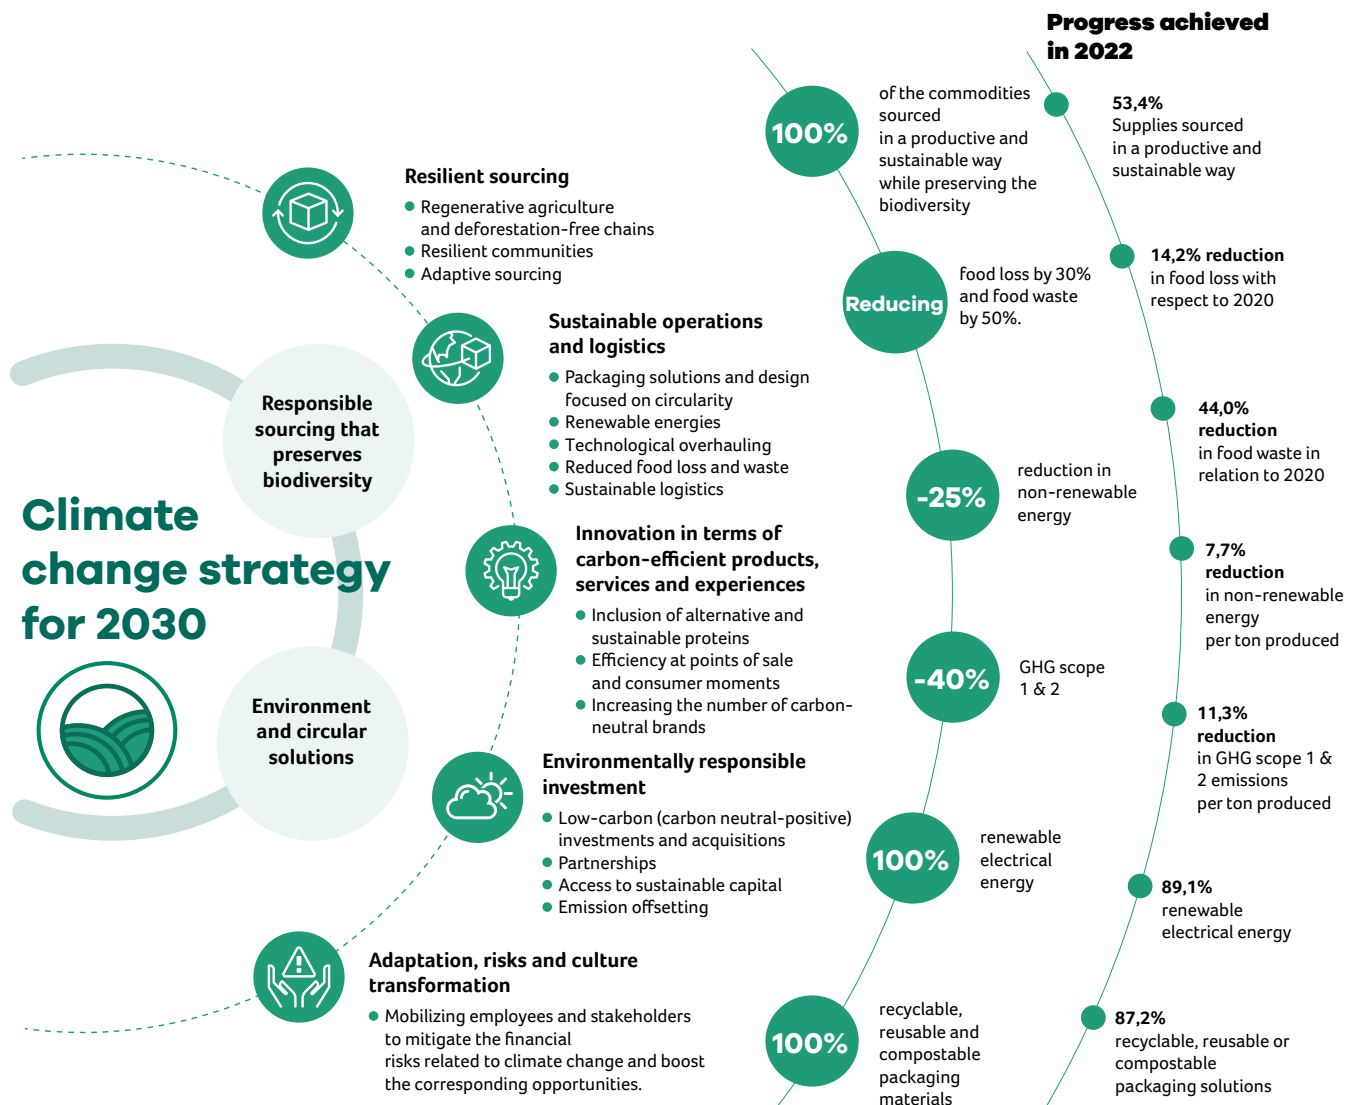 Climate
change strategy
for 2030
Responsible
sourcing that
preserves
biodiversity
Environment
and circular
solutions
Resilient sourcing
Regenerative agriculture
and deforestation-free chains
Resilient communities
Adaptive sourcing
Sustainable operations
and logistics
Packaging solutions and design
focused on circularity
Renewable energies
Technological overhauling
Reduced food loss and waste
Sustainable logistics
Innovation in terms of
carbon-efficient products,
services and experiences
Inclusion of alternative and
sustainable proteins
Efficiency at points of sale
and consumer moments
Increasing the number of carbon-
neutral brands
Environmentally responsible
investment
Low-carbon (carbon neutral-positive)
investments and acquisitions
Partnerships
Access to sustainable capital
Emission offsetting
Adaptation, risks and culture
transformation
Mobilizing employees and stakeholders
to mitigate the financial
risks related to climate change and boost
the corresponding opportunities.
100%
of the commodities
sourced
in a productive and
sustainable way
while preserving the
biodiversity
Reducing
food loss by 30%
and food waste
by 50%.
-25%
reduction in
non-renewable
energy
-40%
GHG scope
1 & 2
100%
renewable
electrical
energy
100%
recyclable,
reusable and
compostable
packaging
materials
Progress achieved
in 2022
53,4%
Supplies sourced
in a productive and
sustainable way
14,2% reduction
in food loss with
respect to 2020
44,0%
reduction
in food waste in
relation to 2020
7,7%
reduction
in non-renewable
energy
per ton produced
11,3%
reduction
in GHG scope 1 &
2 emissions
per ton produced
89,1%
renewable
electrical energy
87,2%
recyclable, reusable or
compostable
packaging solutions